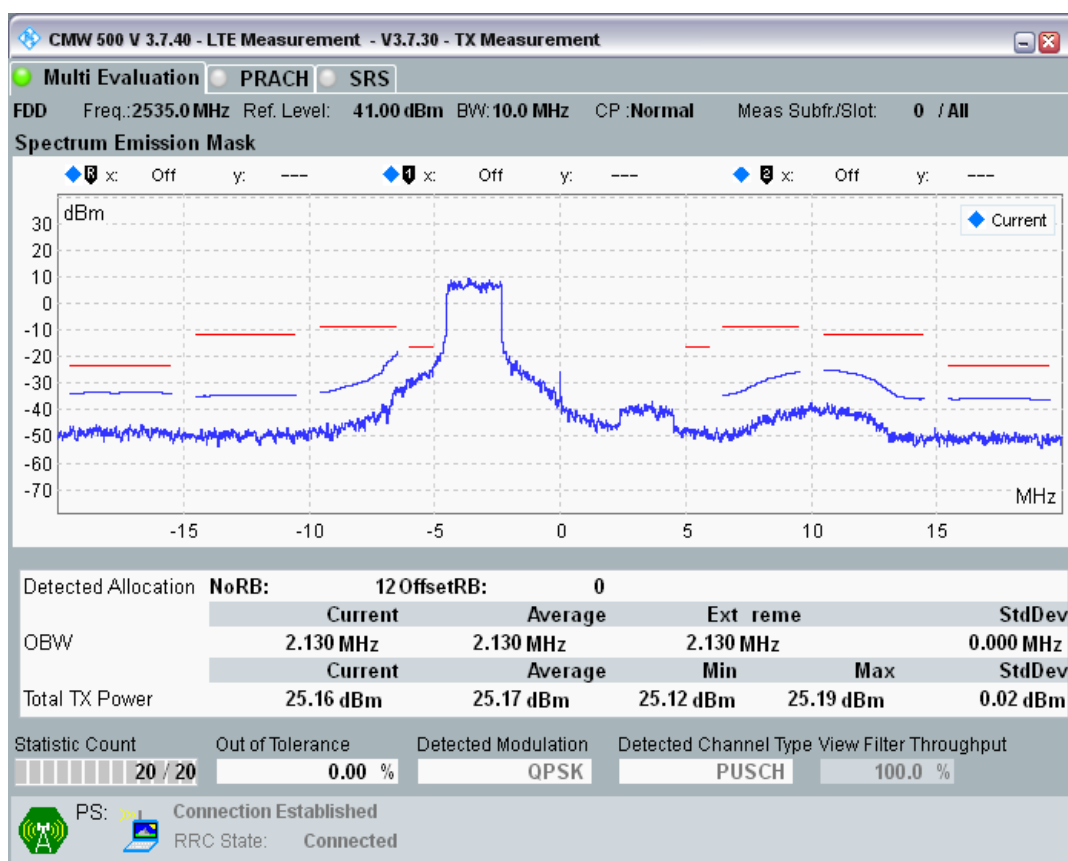 CMW 500 V 3.7.40 - LTE Measurement - V3.7.30 - TX Measurement
Multi Evaluation PRACH SRS
FDD Freq.:2535.0 MHz Ref. Level: 41.00 dBm BW: 10.0 MHz CP :Normal Meas Subfr./Slot: 0 / All
Spectrum Emission Mask
R x: Off y: --- 1 x: Off y: --- 2 x: Off y: ---
dBm
Current
30
20
10
0
-10
-20
-30
-40
-50
-60
-70
MHz
-15 -10 -5 0 5 10 15
Detected Allocation NoRB: 12 OffsetRB: 0
Current Average Ext reme StdDev
OBW 2.130 MHz 2.130 MHz 2.130 MHz 0.000 MHz
Current Average Min Max StdDev
Total TX Power 25.16 dBm 25.17 dBm 25.12 dBm 25.19 dBm 0.02 dBm
Statistic Count Out of Tolerance Detected Modulation Detected Channel Type View Filter Throughput
20 / 20 0.00 % QPSK PUSCH 100.0 %
PS: Connection Established
RRC State: Connected